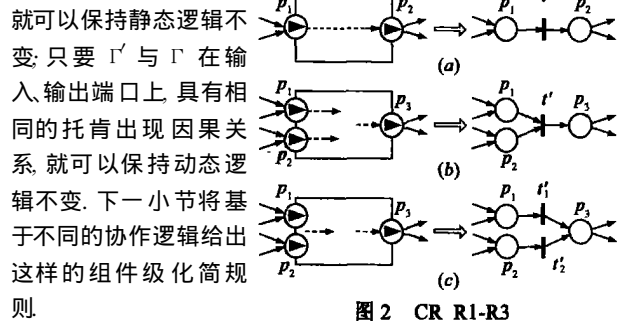 就可以保持静态逻辑不
变; 只要 Γ′ 与 Γ 在输
入、输出端口上, 具有相
同的托肯出现因果关
系, 就可以保持动态逻
辑不变. 下一小节将基
于不同的协作逻辑给出
这样的组件级化简规
则.
p₁ p₂ p₁ p₂
(a)
p₁ p₃ t′ p₃
p₂ p₂
(b)
p₁ p₃ p₁ t′₁ p₃
p₂ p₂ t′₂
(c)
图 2 CR R1-R3